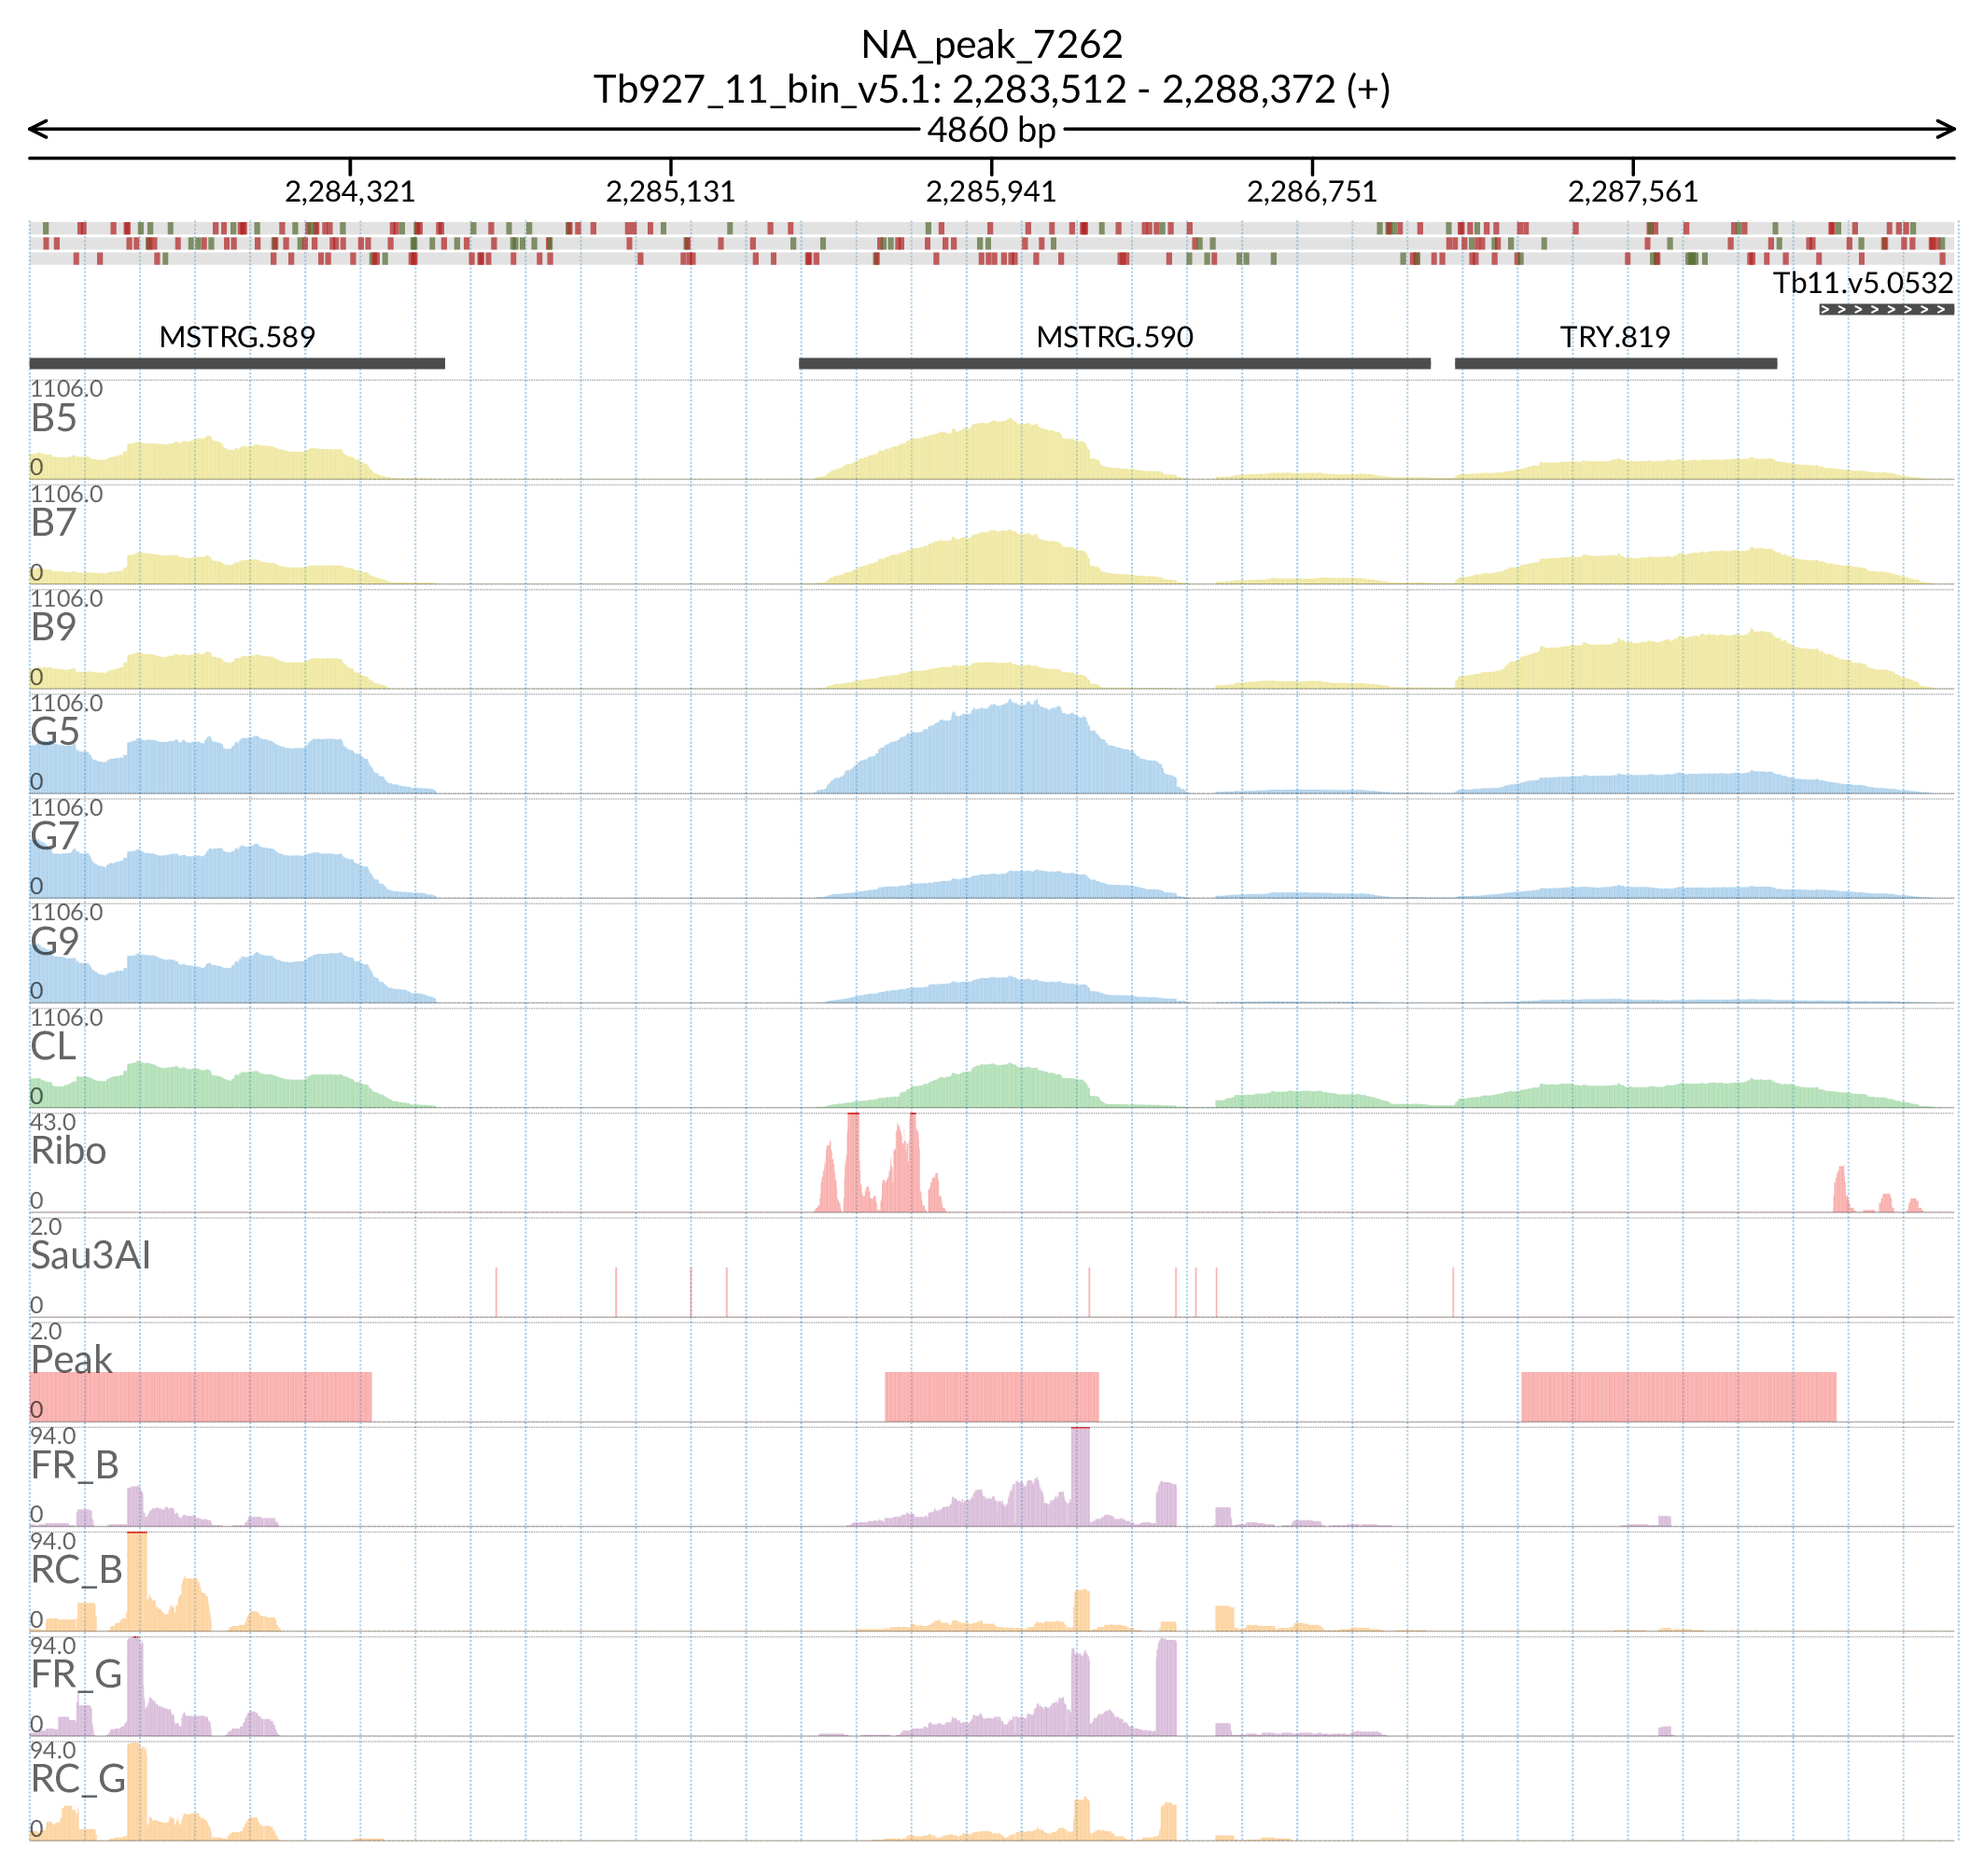 NA_peak_7262
Tb927_11_bin_v5.1: 2,283,512 - 2,288,372 (+)
4860 bp
2,284,321 2,285,131 2,285,941 2,286,751 2,287,561
Tb11.v5.0532
MSTRG.589 MSTRG.590 TRY.819
1106.0
B5
0
1106.0
B7
0
1106.0
B9
0
1106.0
G5
0
1106.0
G7
0
1106.0
G9
0
1106.0
CL
0
43.0
Ribo
0
2.0
Sau3AI
0
2.0
Peak
0
94.0
FR_B
0
94.0
RC_B
0
94.0
FR_G
0
94.0
RC_G
0